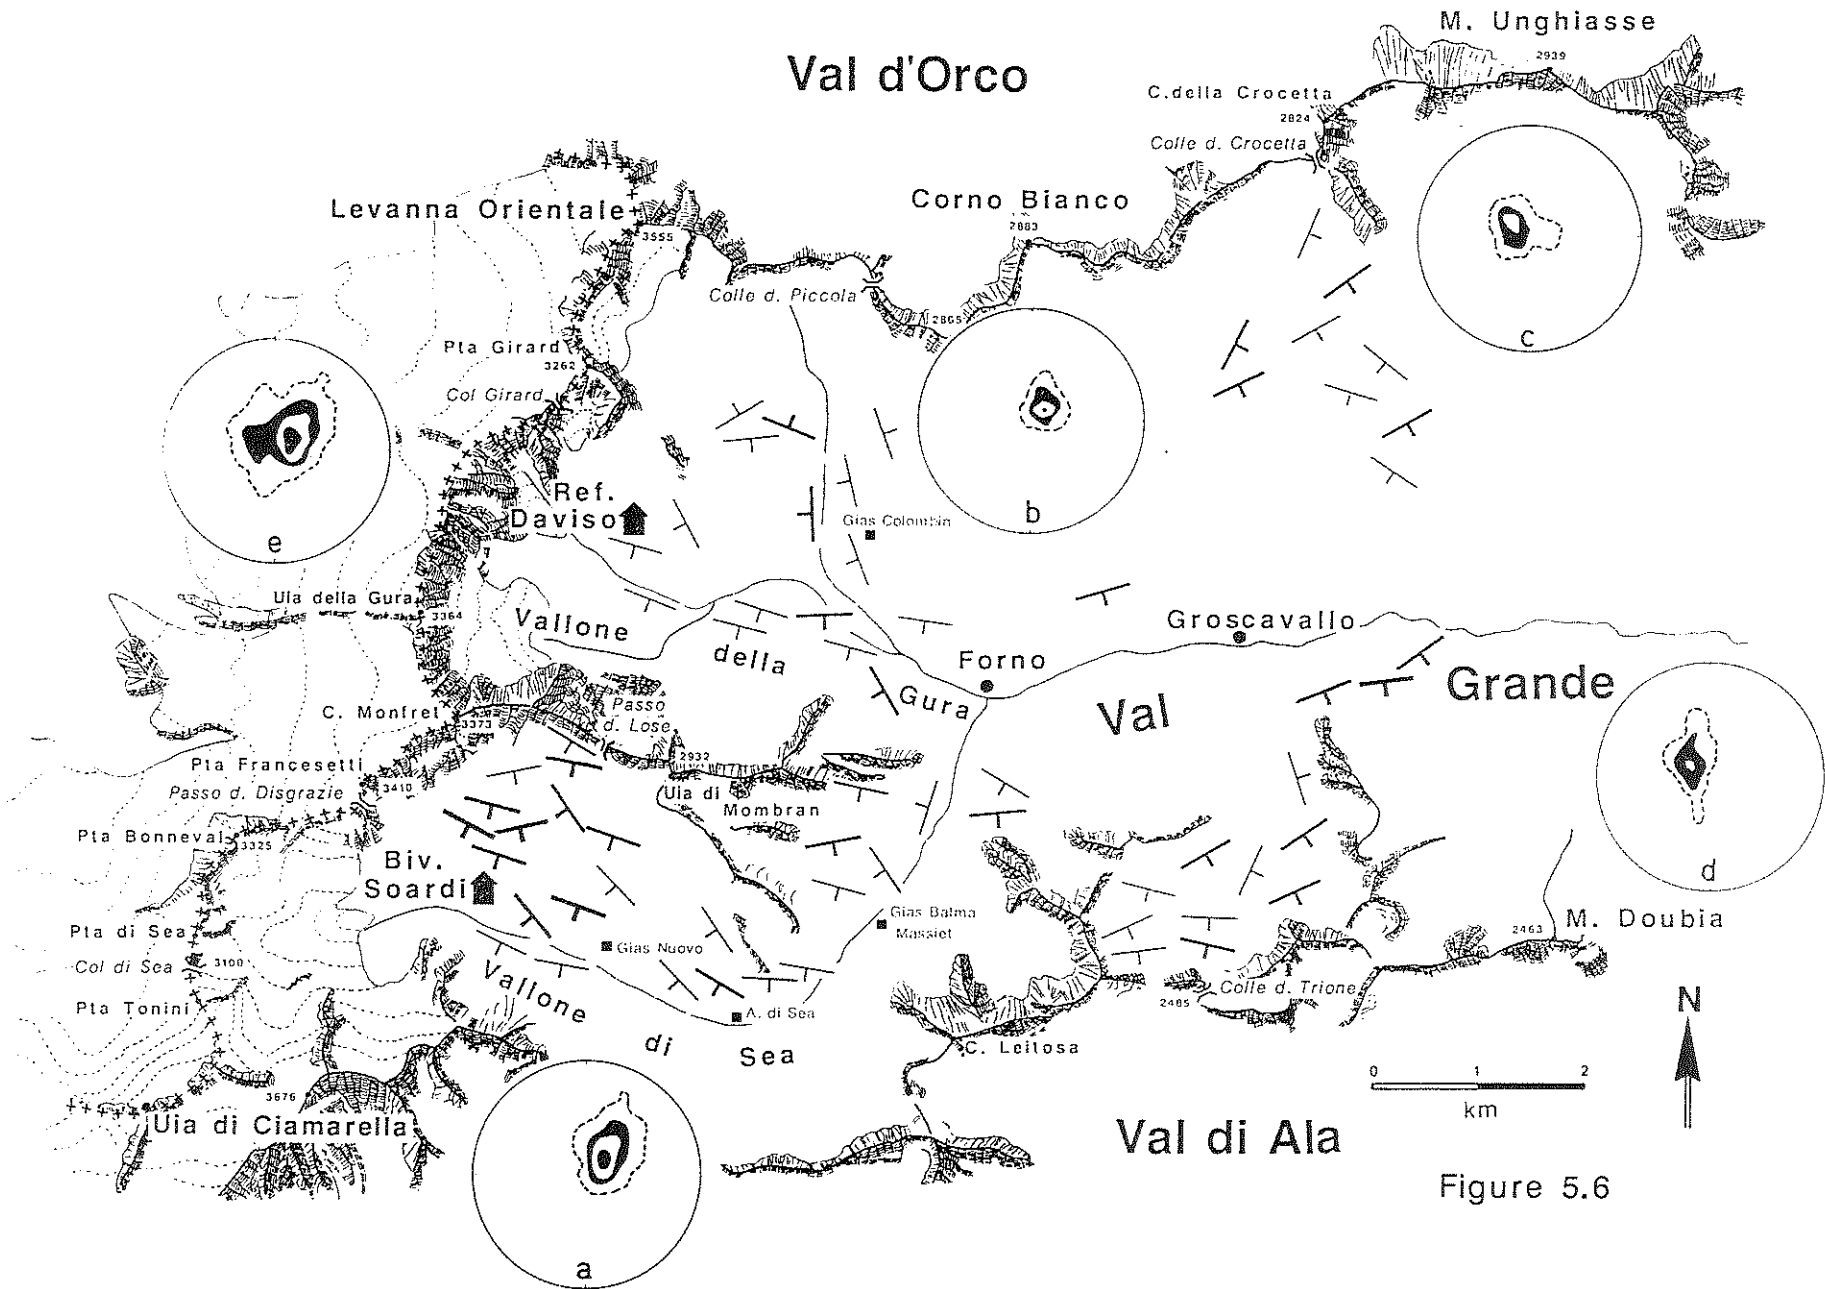 M. Unghiasse
2939
Val d'Orco
C.della Crocetta
2824
Colle d. Crocetta
Levanna Orientale
3555
Corno Bianco
2883
Colle d. Piccola
2865
c
Pta Girard
3262
Col Girard
b
e
Ref.
Daviso
Gias Colombin
Uia della Gura
3364
Vallone
della
Gura
Groscavallo
Forno
Val
Grande
C. Monfret
3373
Passo
d. Lose
2932
Pta Francesetti
3410
Passo d. Disgrazie
Uia di
Mombran
Pta Bonneval
3325
Biv.
Soardi
d
Gias Balma
Massiet
Pta di Sea
M. Doubia
2463
Gias Nuovo
Col di Sea
3100
Vallone
di
Sea
Pta Tonini
A. di Sea
2485
Colle d. Trione
N
C. Leitosa
0 1 2
km
3676
Uia di Ciamarella
Val di Ala
Figure 5.6
a